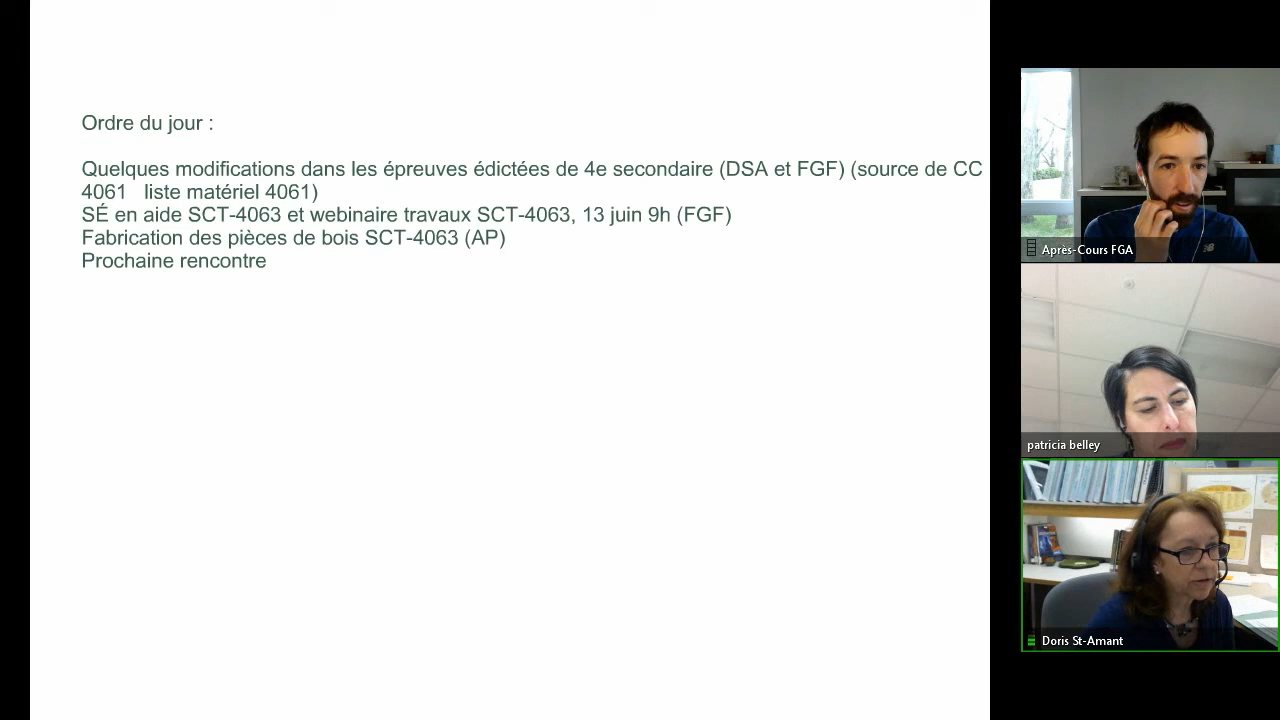 Ordre du jour :
Quelques modifications dans les épreuves édictées de 4e secondaire (DSA et FGF) (source de CC
4061   liste matériel 4061)
SÉ en aide SCT-4063 et webinaire travaux SCT-4063, 13 juin 9h (FGF)
Fabrication des pièces de bois SCT-4063 (AP)
Prochaine rencontre
Après-Cours FGA
patricia belley
Doris St-Amant